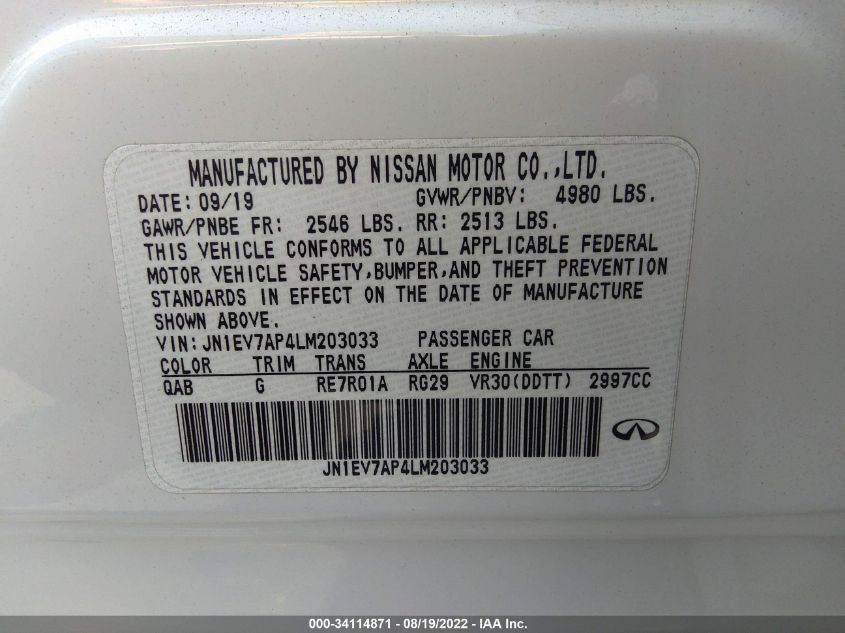 MANUFACTURED BY NISSAN MOTOR CO.,LTD.
DATE: 09/19 GVWR/PNBV: 4980 LBS.
GAWR/PNBE FR: 2546 LBS. RR: 2513 LBS.
THIS VEHICLE CONFORMS TO ALL APPLICABLE FEDERAL
MOTOR VEHICLE SAFETY,BUMPER,AND THEFT PREVENTION
STANDARDS IN EFFECT ON THE DATE OF MANUFACTURE
SHOWN ABOVE.
VIN:JN1EV7AP4LM203033 PASSENGER CAR
COLOR TRIM TRANS AXLE ENGINE
QAB G RE7R01A RG29 VR30(DDTT) 2997CC
JN1EV7AP4LM203033
000-34114871 - 08/19/2022 - IAA Inc.